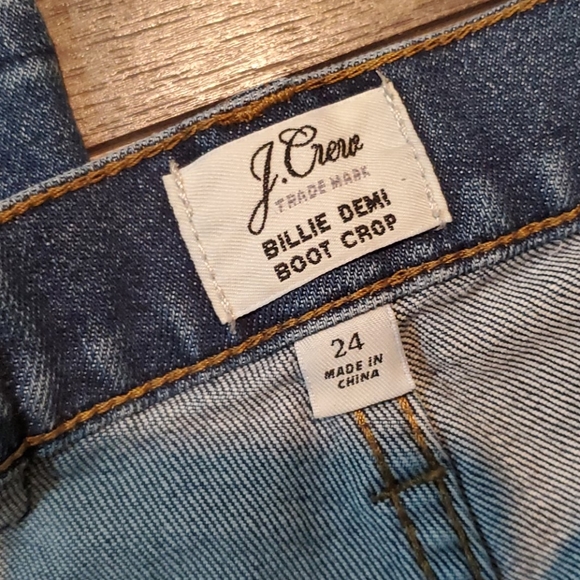 J.Crew
TRADE MARK
BILLIE DEMI
BOOT CROP
24
MADE IN
CHINA